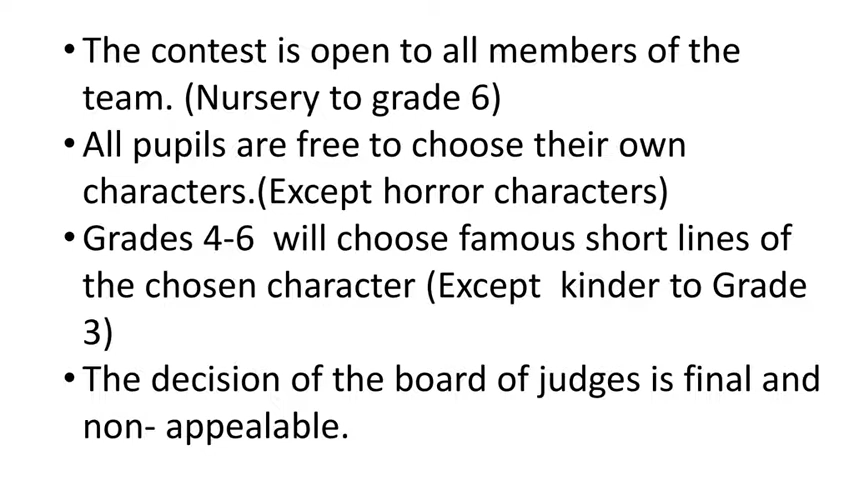 • The contest is open to all members of the
team. (Nursery to grade 6)
• All pupils are free to choose their own
characters.(Except horror characters)
• Grades 4-6  will choose famous short lines of
the chosen character (Except  kinder to Grade
3)
• The decision of the board of judges is final and
non- appealable.